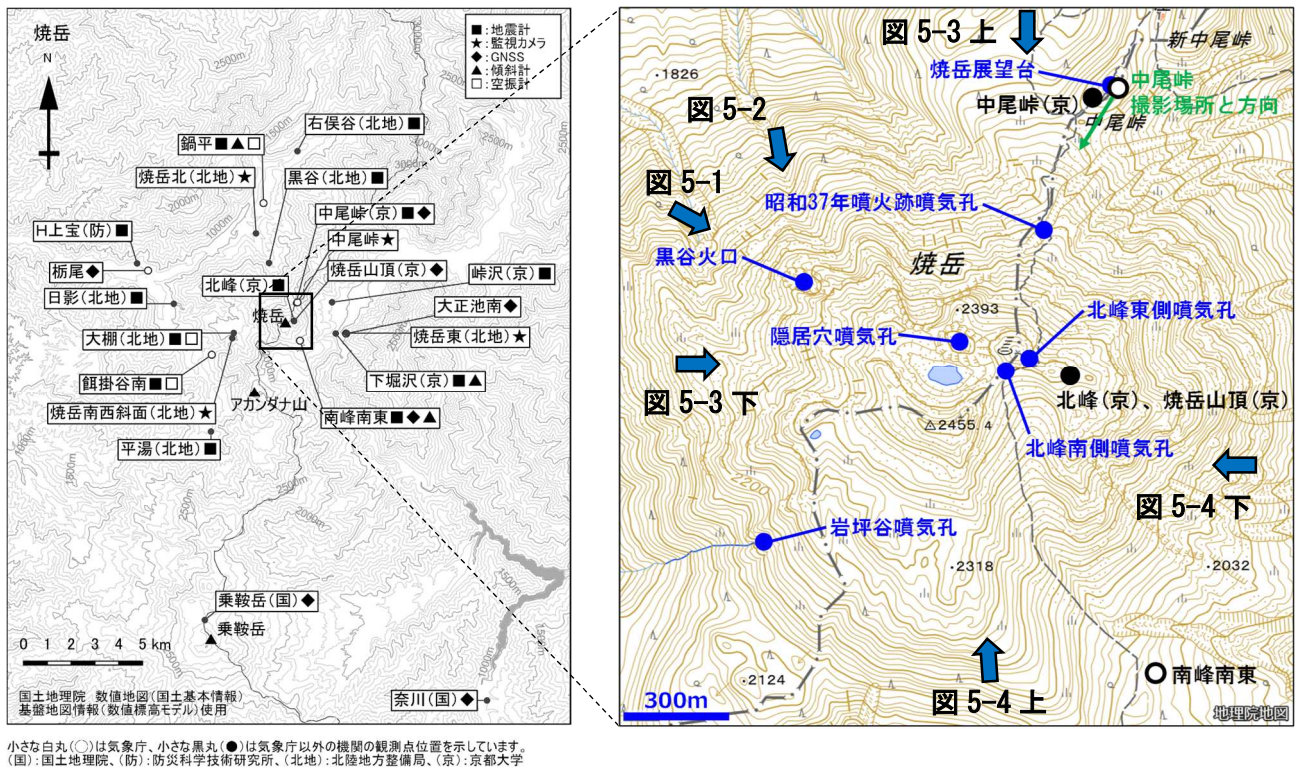 焼岳
N
■：地震計
★：監視カメラ
◆：GNSS
▲：傾斜計
□：空振計
2500m
2500m
右俣谷(北地)■
1500m
鍋平■▲□
3000m
焼岳北(北地)★
黒谷(北地)■
2000m
中尾峠(京)■◆
1000m
中尾峠★
H上宝(防)■
焼岳山頂(京)◆
栃尾◆
峠沢(京)■
北峰(京)■
日影(北地)■
大正池南◆
焼岳
大棚(北地)■□
焼岳東(北地)★
餌掛谷南■□
下堀沢(京)■▲
アカンダナ山
焼岳南西斜面(北地)★
南峰南東■◆▲
平湯(北地)■
1800m
2500m
2000m
1500m
乗鞍岳(国)◆
乗鞍岳
0 1 2 3 4 5 km
1000m
奈川(国)◆
国土地理院 数値地図(国土基本情報)
基盤地図情報(数値標高モデル)使用
図 5-3 上
新中尾峠
・1826
焼岳展望台
中尾峠
撮影場所と方向
中尾峠(京)
中尾峠
図 5-2
図 5-1
昭和37年噴火跡噴気孔
黒谷火口
焼岳
・2393
北峰東側噴気孔
隠居穴噴気孔
図 5-3 下
北峰(京)、焼岳山頂(京)
△2455.4
北峰南側噴気孔
2200
図 5-4 下
岩坪谷噴気孔
・2318
・2032
・2124
南峰南東
300m
図 5-4 上
地理院地図
小さな白丸(○)は気象庁、小さな黒丸(●)は気象庁以外の機関の観測点位置を示しています。
(国)：国土地理院、(防)：防災科学技術研究所、(北地)：北陸地方整備局、(京)：京都大学